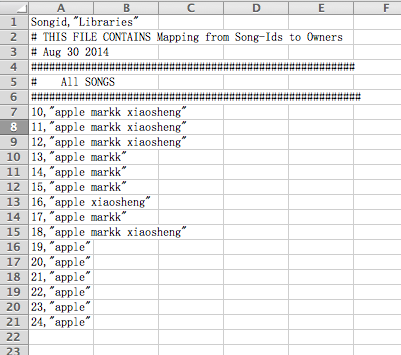 A B C D E F
1 Songid,"Libraries"
2 # THIS FILE CONTAINS Mapping from Song-Ids to Owners
3 # Aug 30 2014
4 ######################################################
5 #    All SONGS
6 #######################################################
7 10,"apple markk xiaosheng"
8 11,"apple markk xiaosheng"
9 12,"apple markk xiaosheng"
10 13,"apple markk"
11 14,"apple markk"
12 15,"apple markk"
13 16,"apple xiaosheng"
14 17,"apple markk"
15 18,"apple markk xiaosheng"
16 19,"apple"
17 20,"apple"
18 21,"apple"
19 22,"apple"
20 23,"apple"
21 24,"apple"
22
23